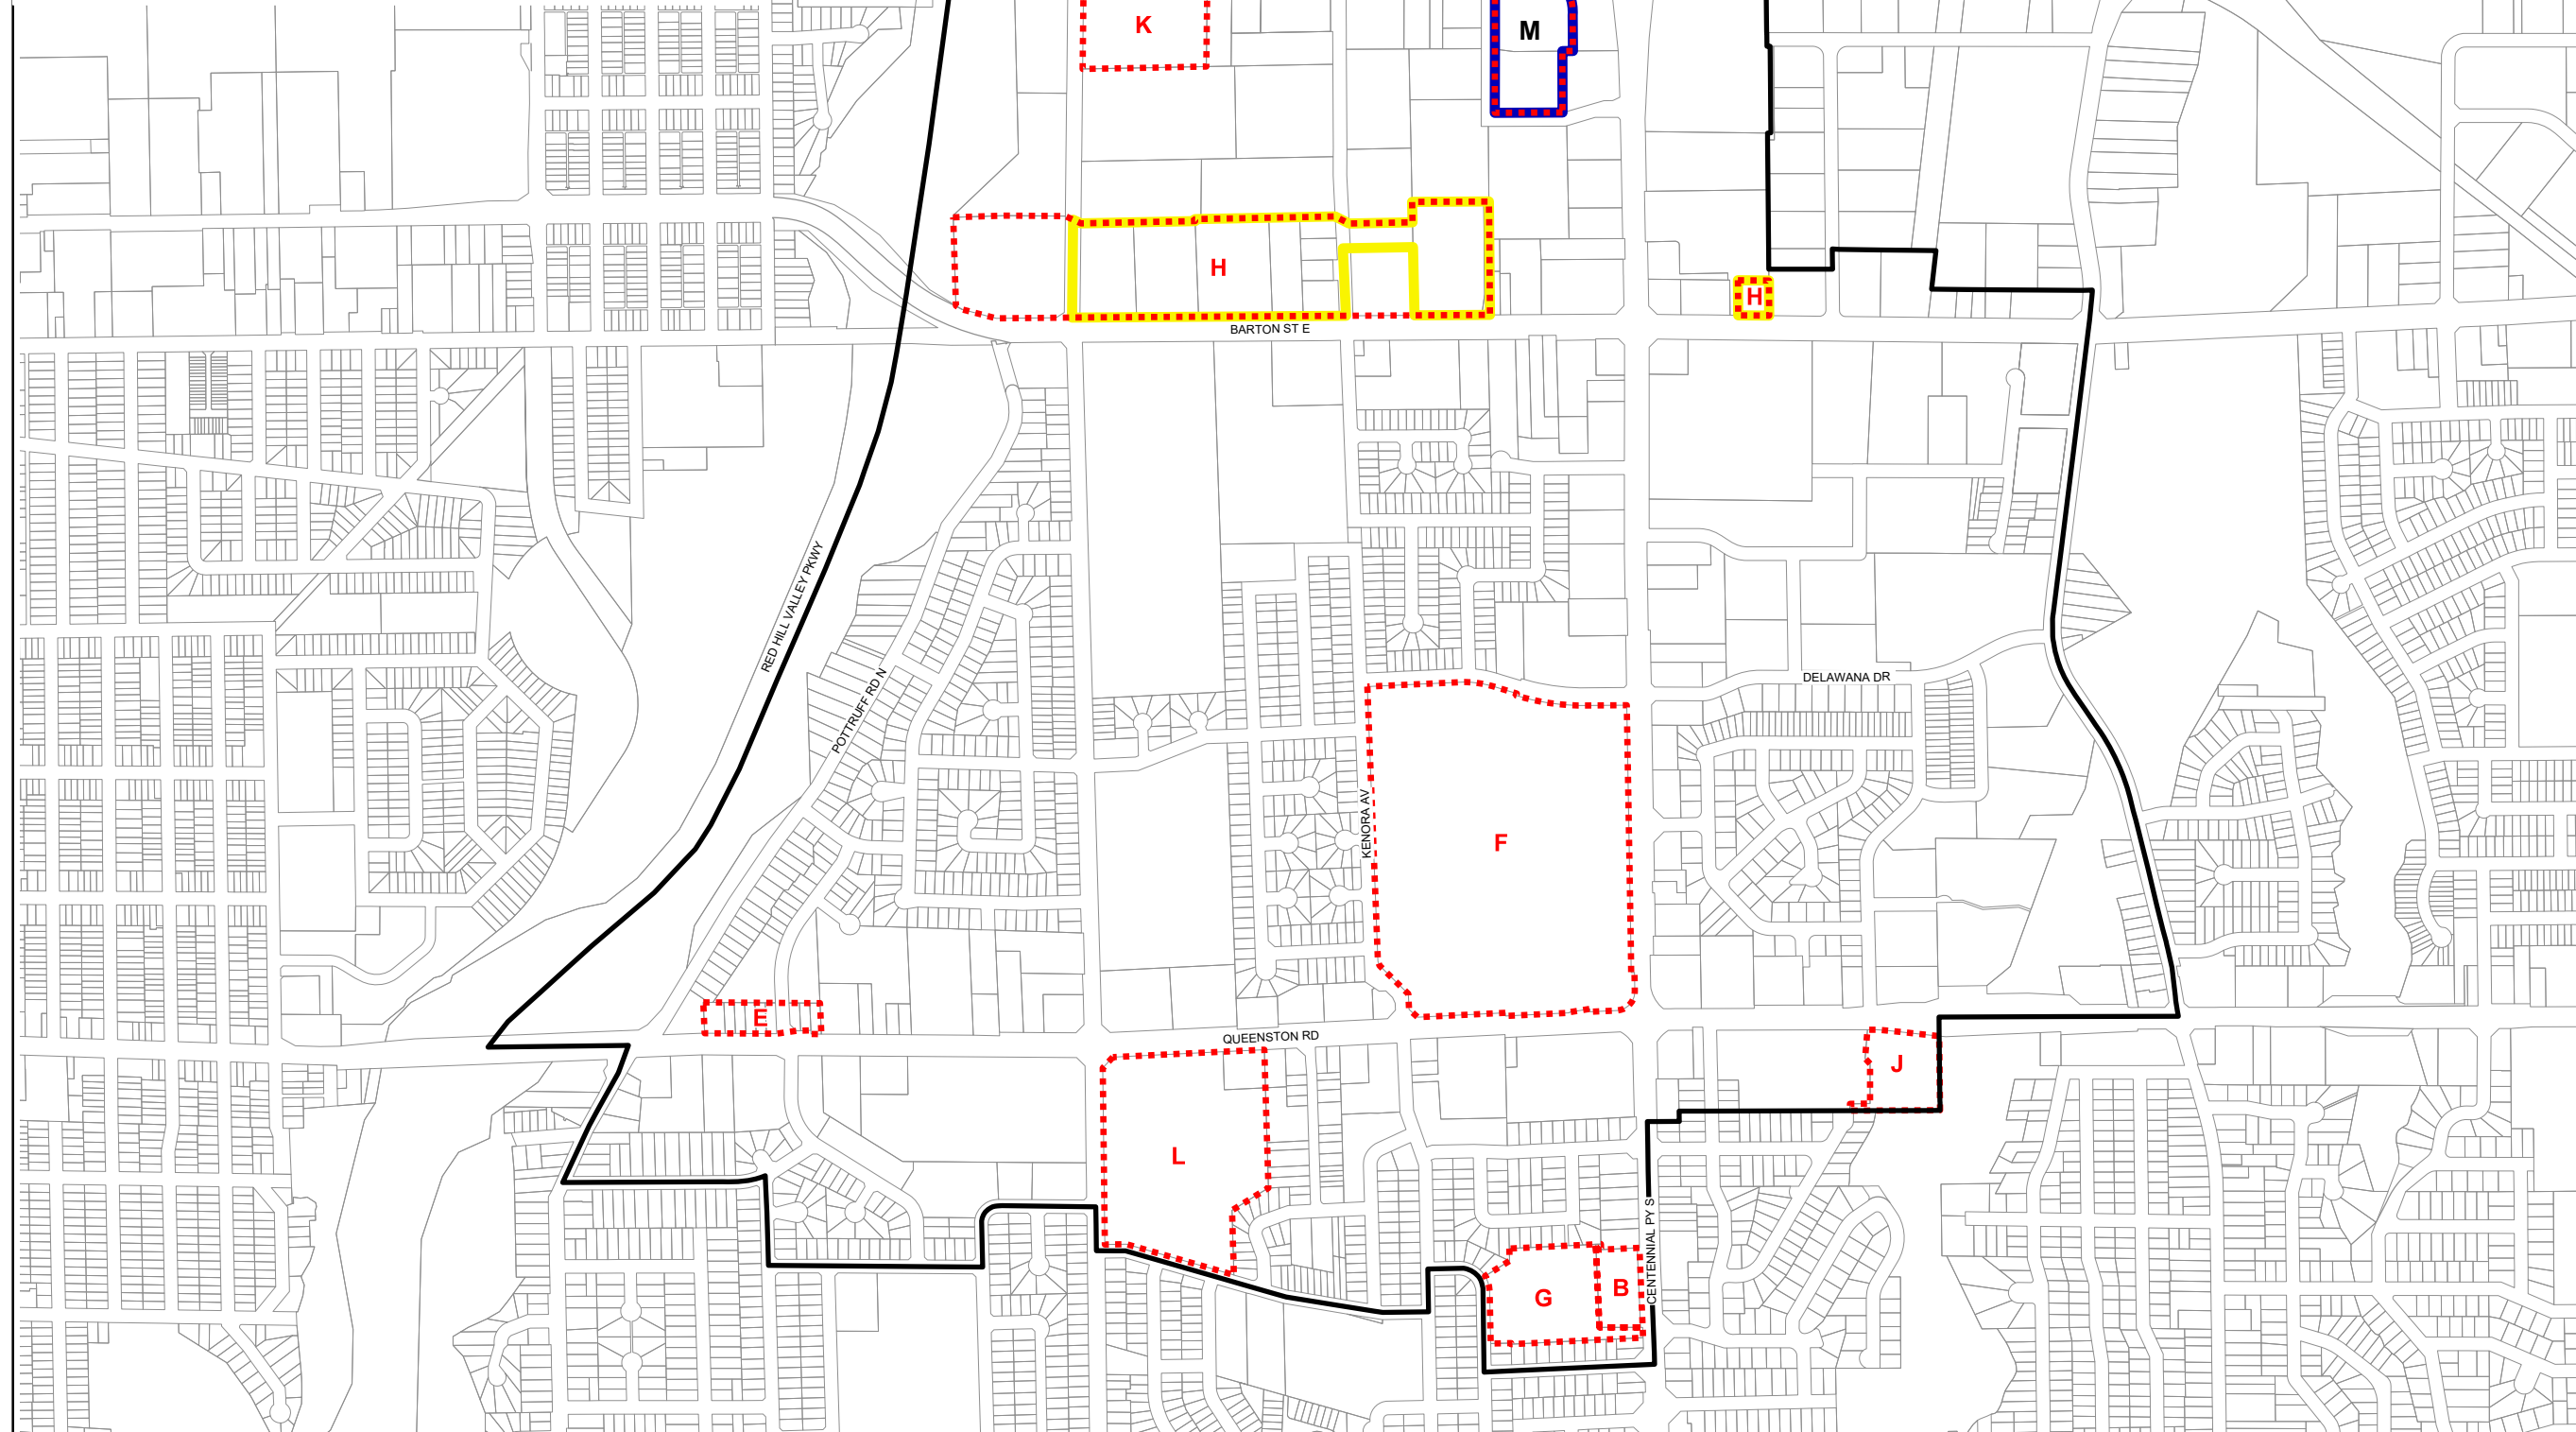 K
M
H
H
BARTON ST E
RED HILL VALLEY PKWY
POTTRUFF RD N
DELAWANA DR
KENORA AV
F
E
QUEENSTON RD
J
L
CENTENNIAL PY S
G
B